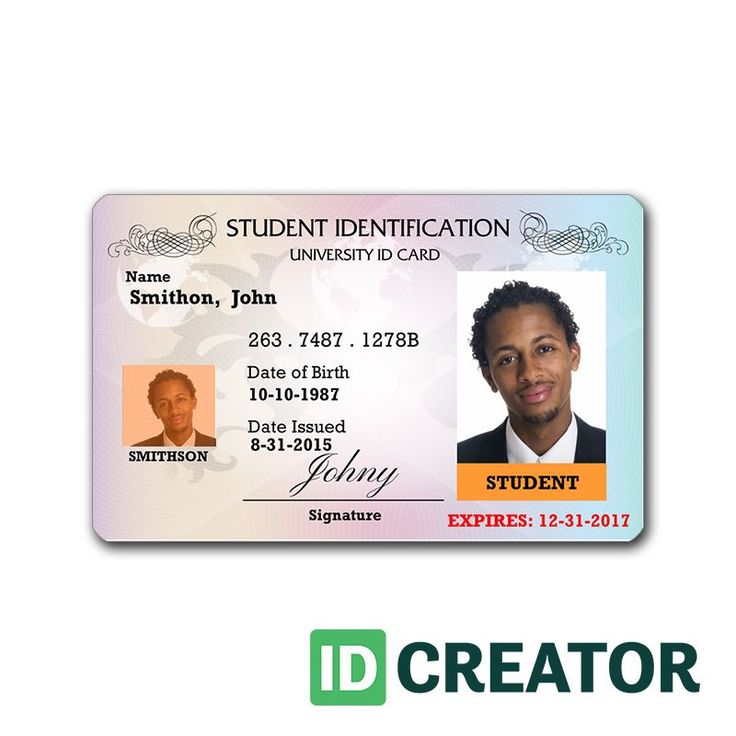 STUDENT IDENTIFICATION
UNIVERSITY ID CARD
Name
Smithon, John
263 . 7487 . 1278B
Date of Birth
10-10-1987
Date Issued
8-31-2015
SMITHSON
Johny
Signature
STUDENT
EXPIRES: 12-31-2017
ID CREATOR